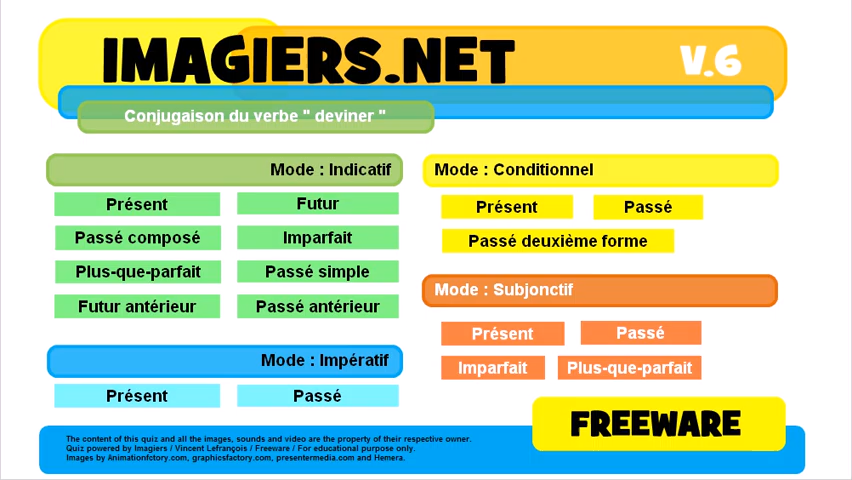 IMAGIERS.NET
V.6
Conjugaison du verbe " deviner "
Mode : Indicatif
Présent
Futur
Passé composé
Imparfait
Plus-que-parfait
Passé simple
Futur antérieur
Passé antérieur
Mode : Impératif
Présent
Passé
Mode : Conditionnel
Présent
Passé
Passé deuxième forme
Mode : Subjonctif
Présent
Passé
Imparfait
Plus-que-parfait
FREEWARE
The content of this quiz and all the images, sounds and video are the property of their respective owner.
Quiz powered by Imagiers / Vincent Lefrançois / Freeware / For educational purpose only.
Images by Animationfctory.com, graphicsfactory.com, presentermedia.com and Hemera.